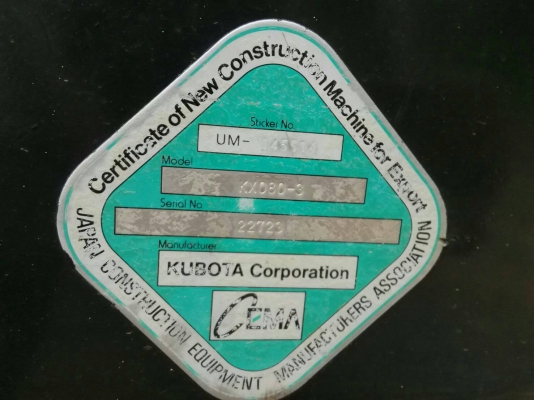 Certificate of New Construction Machine for Export
Sticker No.
UM-
Model
KX080-3
Serial No
22723
Manufacturer
KUBOTA Corporation
CEMA
JAPAN CONSTRUCTION EQUIPMENT MANUFACTURERS ASSOCIATION